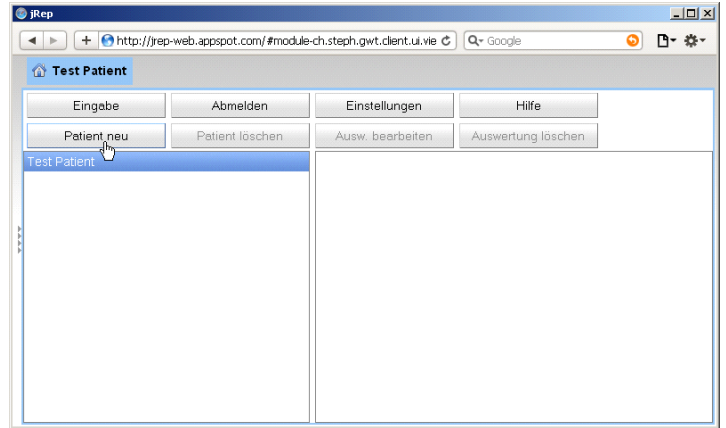 jRep
http://jrep-web.appspot.com/#module-ch.steph.gwt.client.ui.vie
Google
Test Patient
Eingabe Abmelden Einstellungen Hilfe
Patient neu Patient löschen Ausw. bearbeiten Auswertung löschen
Test Patient